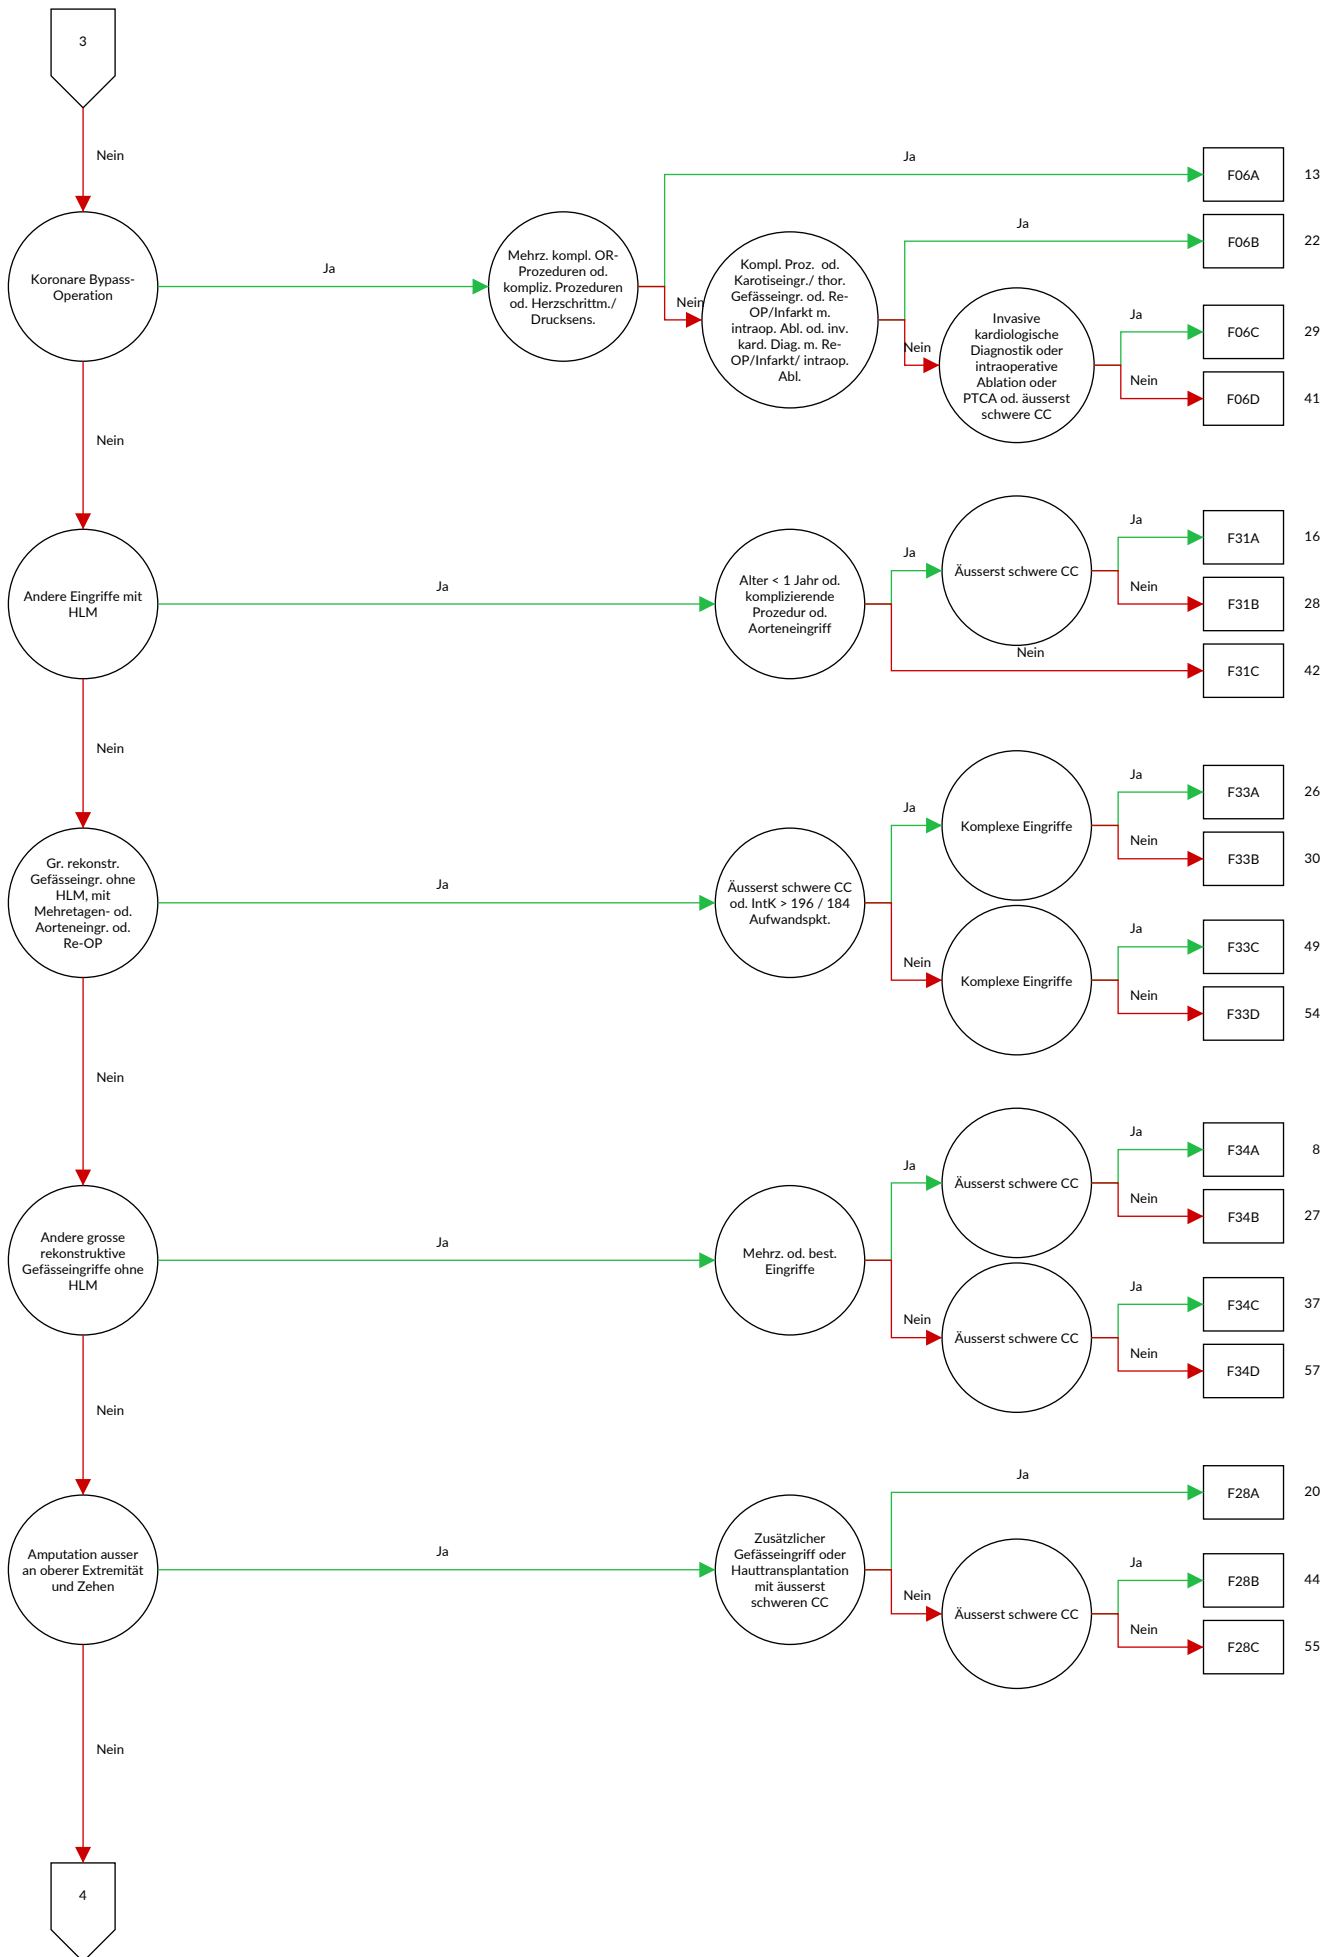 3
Nein
Koronare Bypass-
Operation
Ja
Mehrz. kompl. OR-
Prozeduren od.
kompliz. Prozeduren
od. Herzschrittm./
Drucksens.
Ja
F06A
13
Nein
Kompl. Proz. od.
Karotiseingr./ thor.
Gefässeingr. od. Re-
OP/Infarkt m.
intraop. Abl. od. inv.
kard. Diag. m. Re-
OP/Infarkt/ intraop.
Abl.
Ja
F06B
22
Nein
Invasive
kardiologische
Diagnostik oder
intraoperative
Ablation oder
PTCA od. äusserst
schwere CC
Ja
F06C
29
Nein
F06D
41
Nein
Andere Eingriffe mit
HLM
Ja
Alter < 1 Jahr od.
komplizierende
Prozedur od.
Aorteneingriff
Ja
Äusserst schwere CC
Ja
F31A
16
Nein
F31B
28
Nein
F31C
42
Nein
Gr. rekonstr.
Gefässeingr. ohne
HLM, mit
Mehretagen- od.
Aorteneingr. od.
Re-OP
Ja
Äusserst schwere CC
od. IntK > 196 / 184
Aufwandspkt.
Ja
Komplexe Eingriffe
Ja
F33A
26
Nein
F33B
30
Nein
Komplexe Eingriffe
Ja
F33C
49
Nein
F33D
54
Nein
Andere grosse
rekonstruktive
Gefässeingriffe ohne
HLM
Ja
Mehrz. od. best.
Eingriffe
Ja
Äusserst schwere CC
Ja
F34A
8
Nein
F34B
27
Nein
Äusserst schwere CC
Ja
F34C
37
Nein
F34D
57
Nein
Amputation ausser
an oberer Extremität
und Zehen
Ja
Zusätzlicher
Gefässeingriff oder
Hauttransplantation
mit äusserst
schweren CC
Ja
F28A
20
Nein
Äusserst schwere CC
Ja
F28B
44
Nein
F28C
55
Nein
4